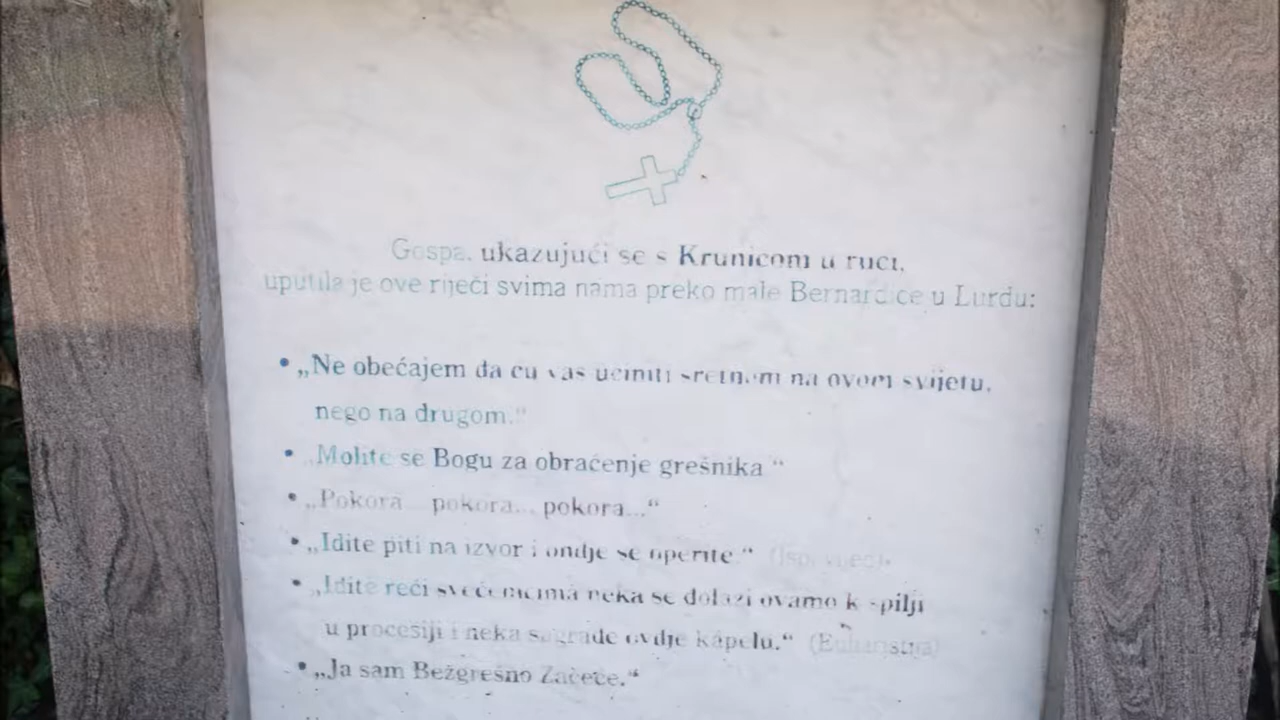 Gospa, ukazujući se s Krunicom u ruci,
uputila je ove riječi svima nama preko male Bernardice u Lurdu:
• „Ne obećajem da ću vas učiniti sretnom na ovom svijetu,
nego na drugom.“
• „Molite se Bogu za obraćenje grešnika “
• „Pokora... pokora... pokora...“
• „Idite piti na izvor i ondje se operite.“ (Ispovijed)
• „Idite reći svećenicima neka se dolazi ovamo k spilji
u procesiji i neka sagrade ovdje kapelu.“ (Euharistija)
• „Ja sam Bezgrešno Začeće.“